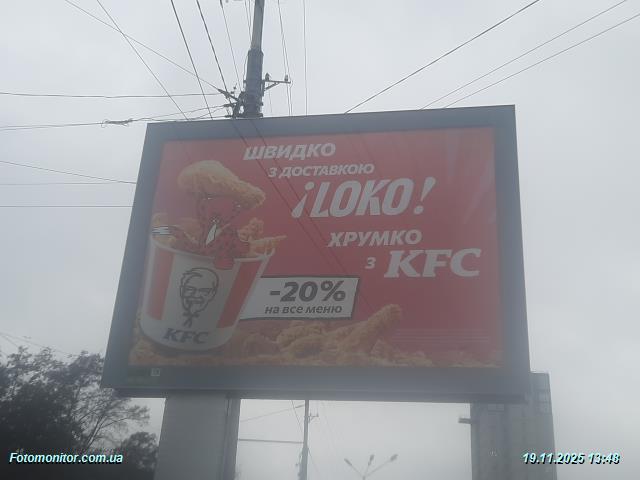 ШВИДКО
З ДОСТАВКОЮ
¡LOKO!
ХРУМКО
З KFC
-20%
НА ВСЕ МЕНЮ
KFC
Fotomonitor.com.ua
19.11.2025 13:48